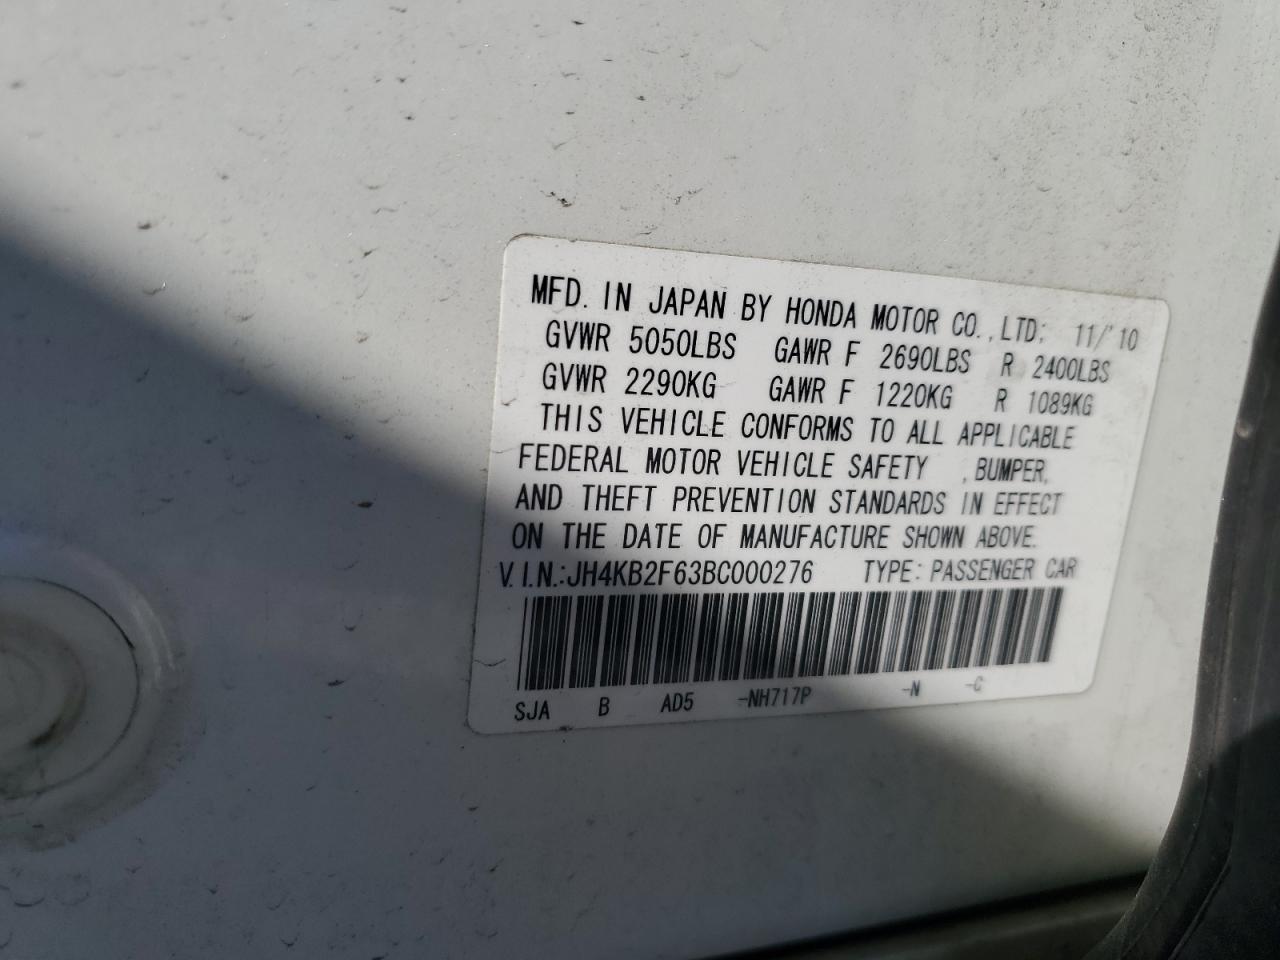 MFD. IN JAPAN BY HONDA MOTOR CO., LTD; 11/'10
GVWR 5050LBS GAWR F 2690LBS R 2400LBS
GVWR 2290KG GAWR F 1220KG R 1089KG
THIS VEHICLE CONFORMS TO ALL APPLICABLE
FEDERAL MOTOR VEHICLE SAFETY , BUMPER,
AND THEFT PREVENTION STANDARDS IN EFFECT
ON THE DATE OF MANUFACTURE SHOWN ABOVE.
V.I.N.:JH4KB2F63BC000276 TYPE: PASSENGER CAR
SJA B AD5 -NH717P -N -C